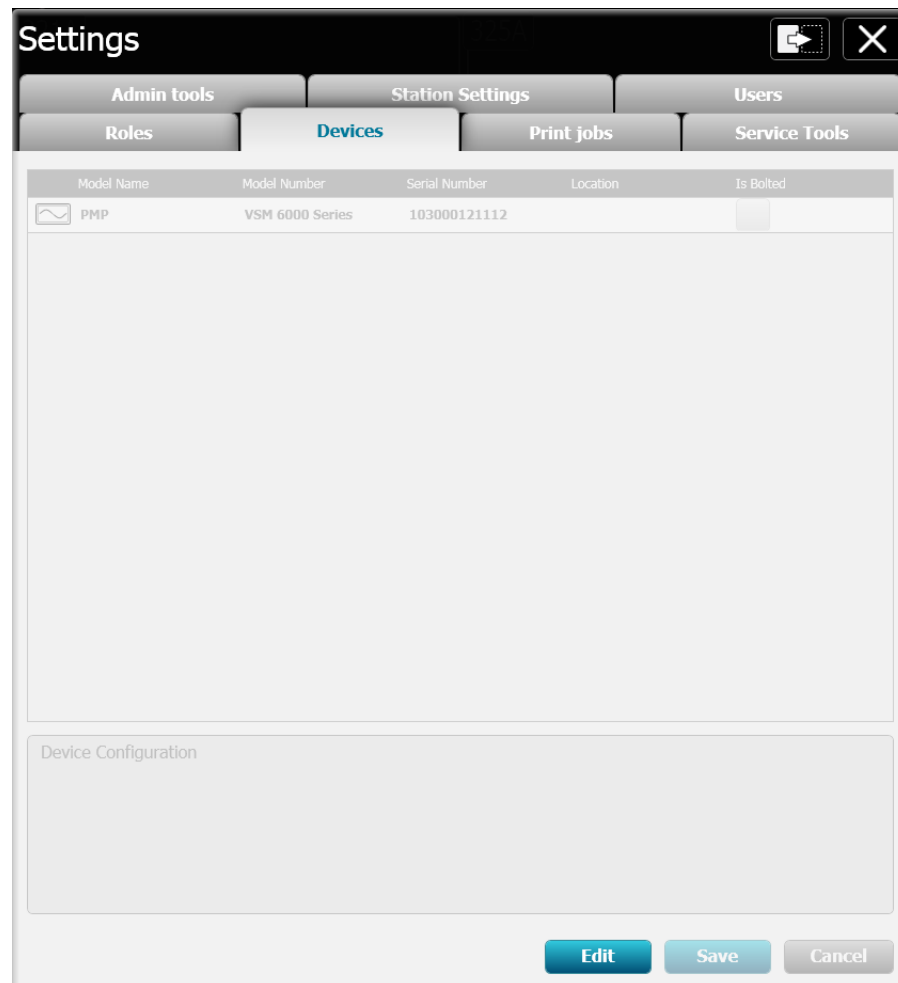 Settings
Admin tools Station Settings Users
Roles Devices Print jobs Service Tools
Model Name Model Number Serial Number Location Is Bolted
PMP VSM 6000 Series 103000121112
Device Configuration
Edit Save Cancel